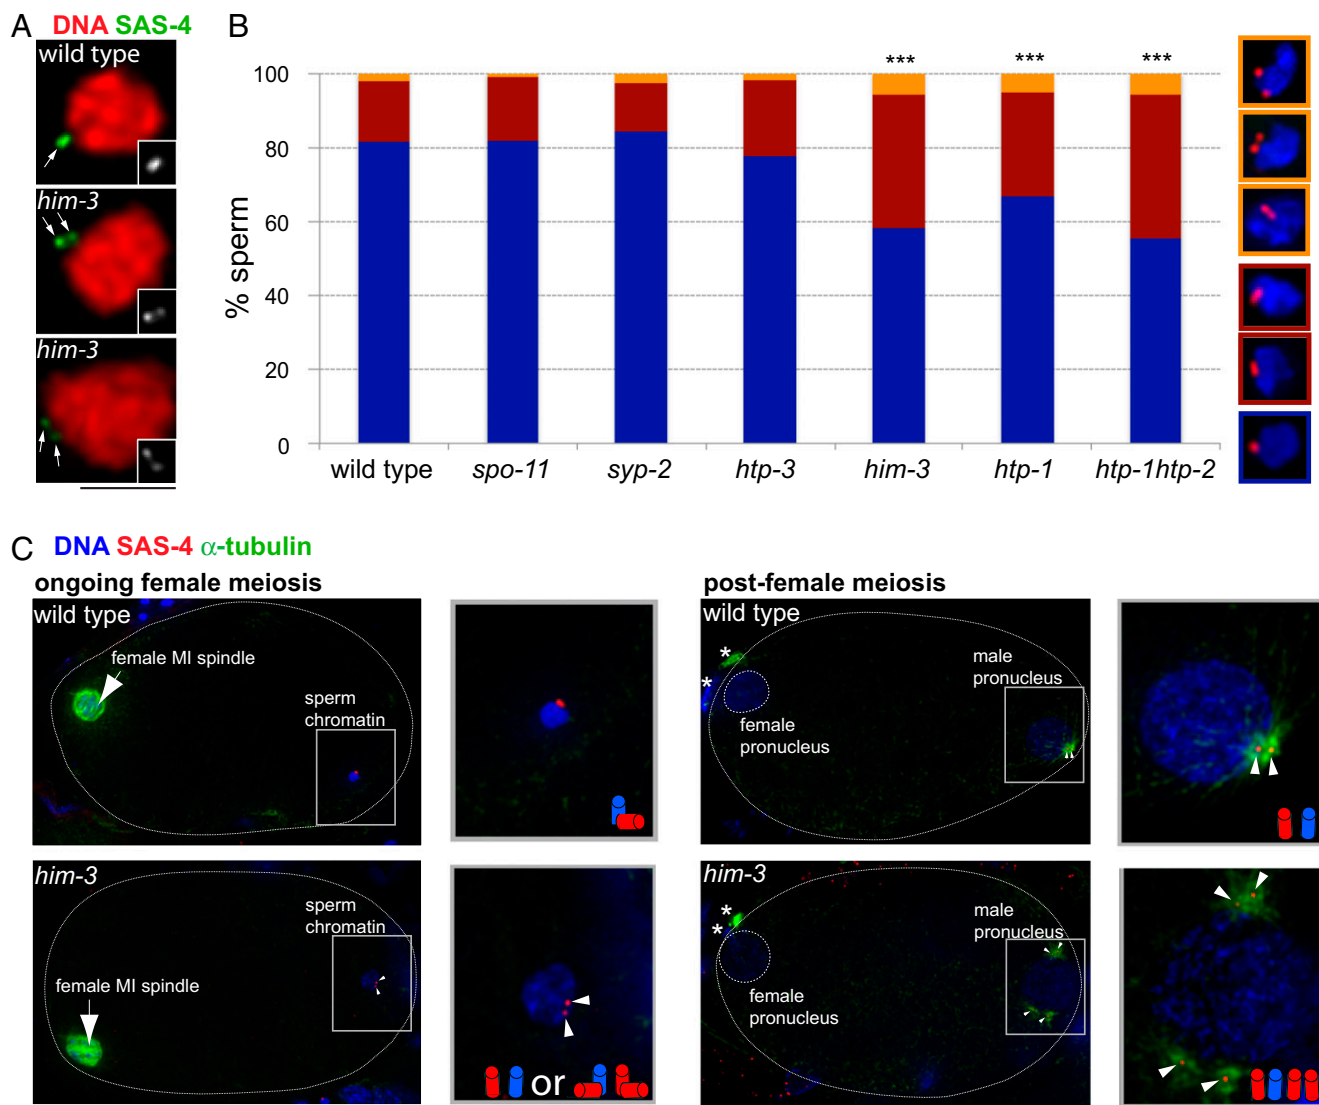 A DNA SAS-4
wild type
him-3
him-3
B
*** *** ***
100
80
60
40
20
0
% sperm
wild type spo-11 syp-2 htp-3 him-3 htp-1 htp-1htp-2
C DNA SAS-4 α-tubulin
ongoing female meiosis
wild type
female MI spindle
sperm
chromatin
him-3
sperm
chromatin
female MI spindle
or
post-female meiosis
wild type
*
*
female
pronucleus
male
pronucleus
him-3
*
*
female
pronucleus
male
pronucleus